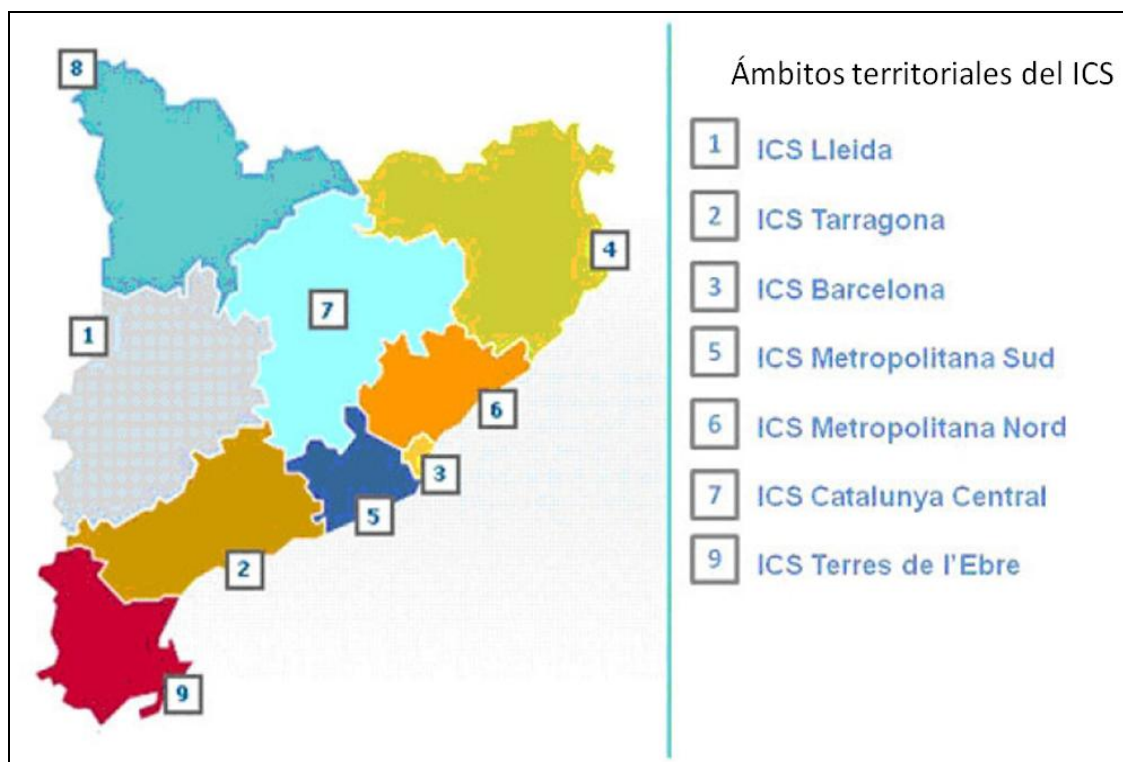 8
4
7
1
6
3
5
2
9
Ámbitos territoriales del ICS
1 ICS Lleida
2 ICS Tarragona
3 ICS Barcelona
5 ICS Metropolitana Sud
6 ICS Metropolitana Nord
7 ICS Catalunya Central
9 ICS Terres de l'Ebre